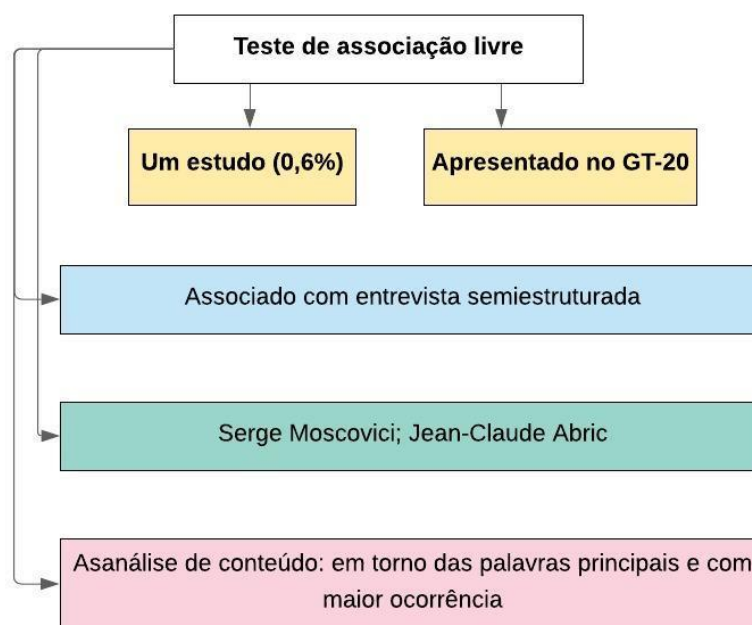 Teste de associação livre
Um estudo (0,6%)
Apresentado no GT-20
Associado com entrevista semiestruturada
Serge Moscovici; Jean-Claude Abric
Asanálise de conteúdo: em torno das palavras principais e com
maior ocorrência